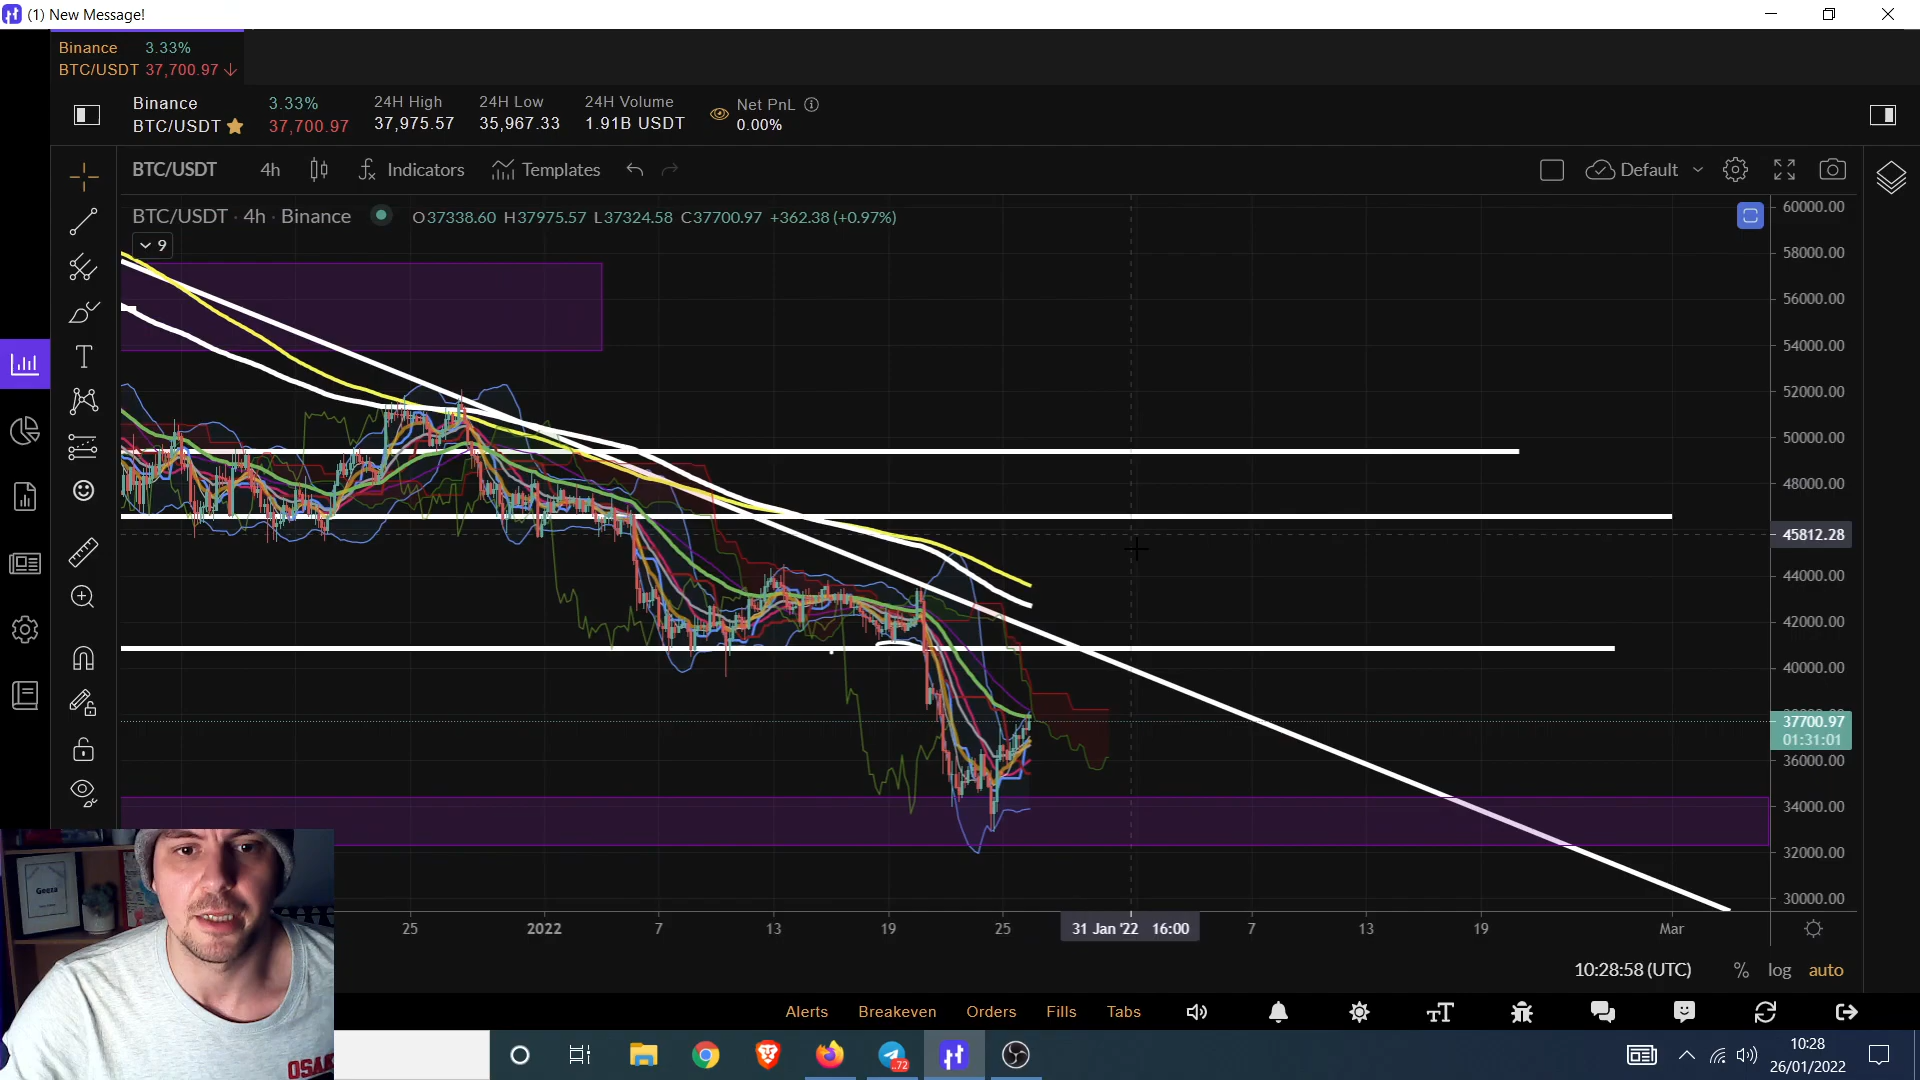 (1) New Message!
Binance 3.33%
BTC/USDT 37,700.97
Binance 3.33% 24H High 24H Low 24H Volume Net PnL
BTC/USDT 37,700.97 37,975.57 35,967.33 1.91B USDT 0.00%
BTC/USDT 4h Indicators Templates Default
BTC/USDT · 4h · Binance O37338.60 H37975.57 L37324.58 C37700.97 +362.38 (+0.97%)
9
60000.00
58000.00
56000.00
54000.00
52000.00
50000.00
48000.00
45812.28
44000.00
42000.00
40000.00
37700.97
01:31:01
36000.00
34000.00
32000.00
30000.00
25 2022 7 13 19 25 31 Jan '22 16:00 7 13 19 Mar
10:28:58 (UTC) % log auto
Alerts Breakeven Orders Fills Tabs
Geeza
OSAK
..72
10:28
26/01/2022